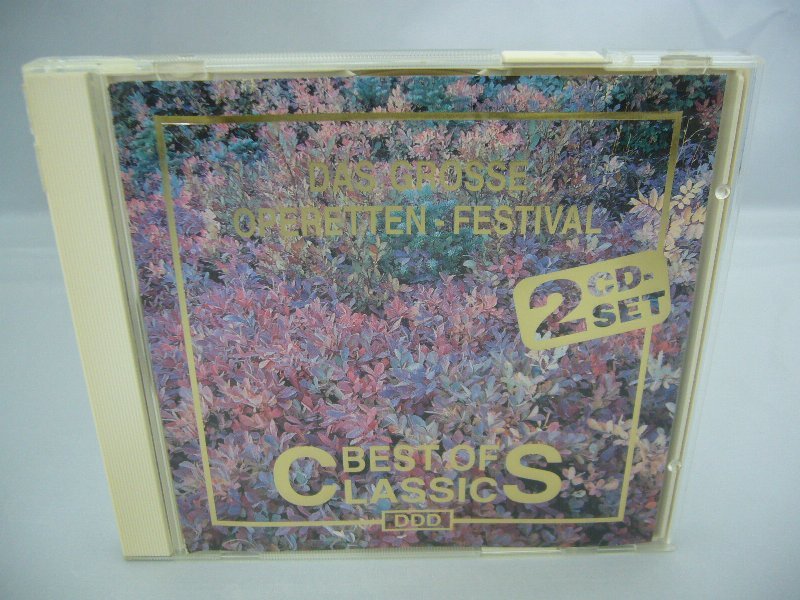 DAS GROSSE
OPERETTEN - FESTIVAL
2 CD-
SET
BEST OF
CLASSICS
DDD